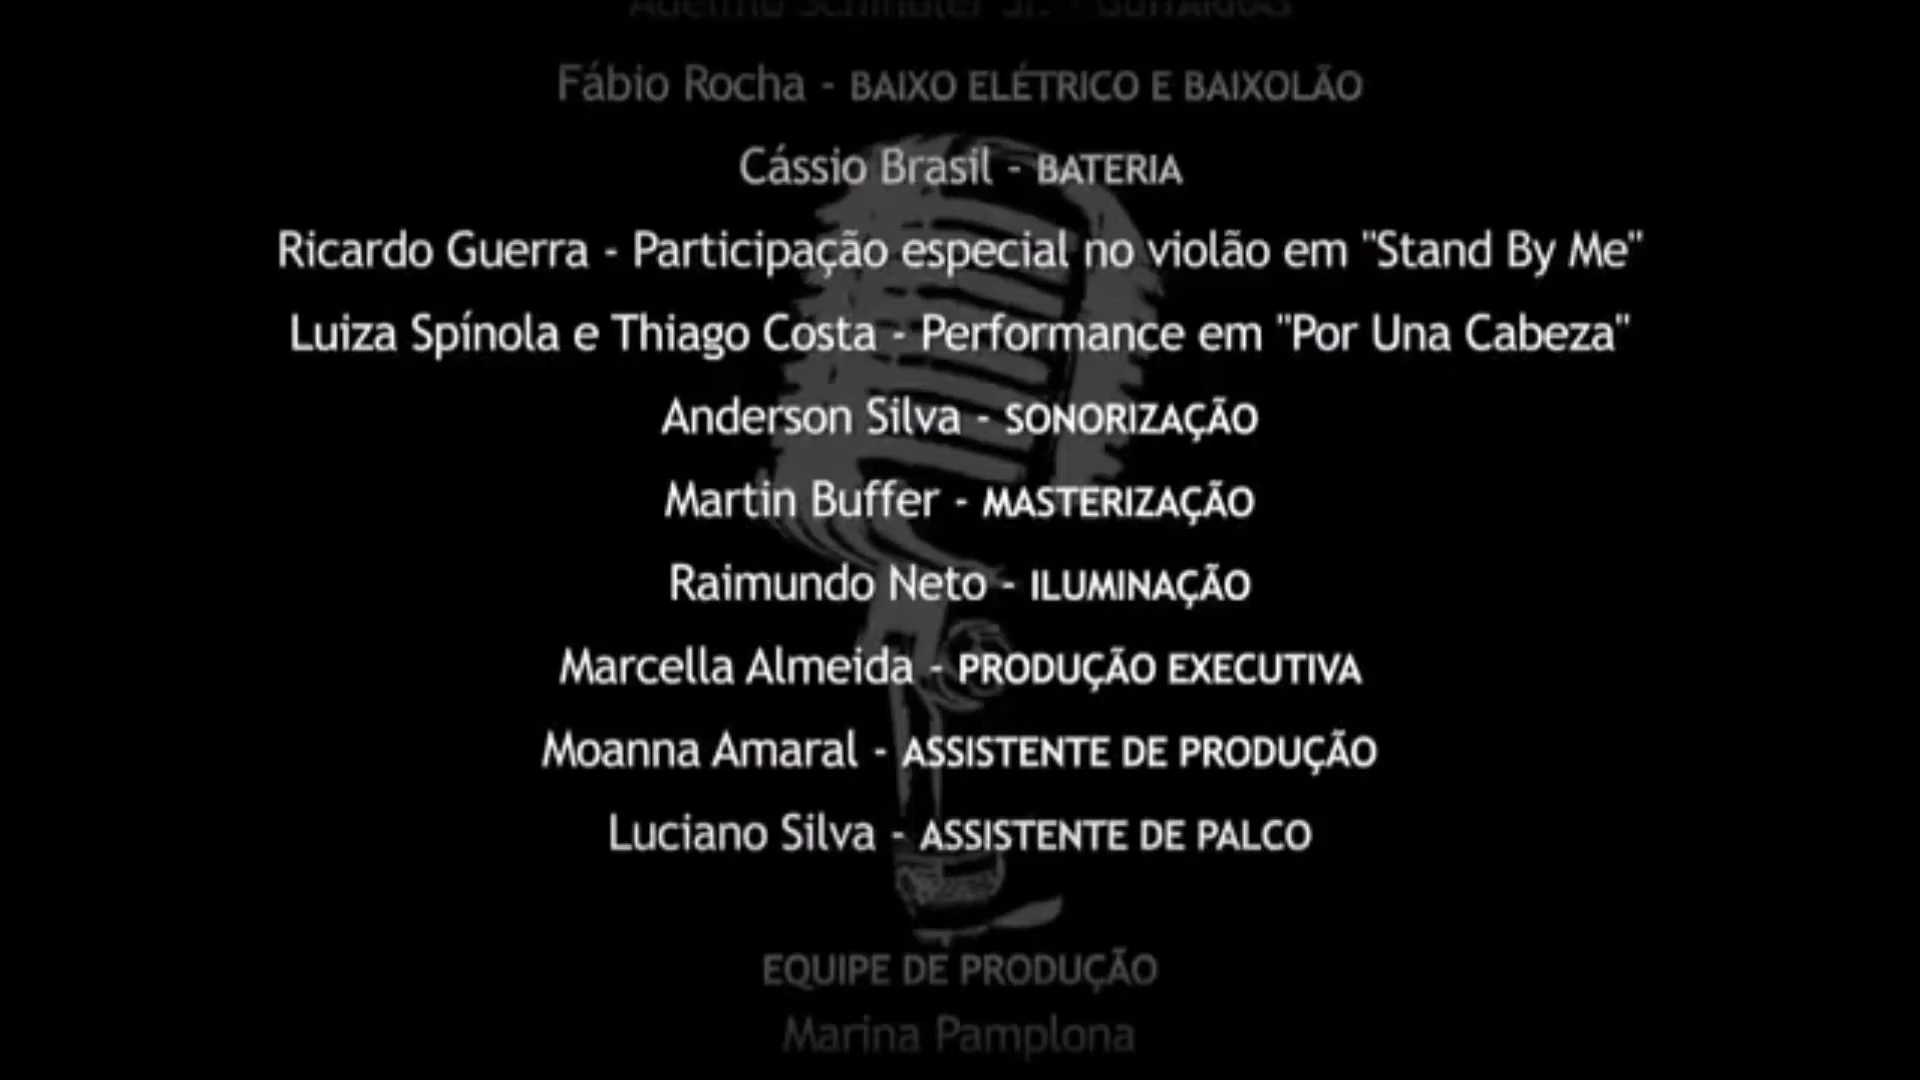 Fábio Rocha - BAIXO ELÉTRICO E BAIXOLÃO
Cássio Brasil - BATERIA
Ricardo Guerra - Participação especial no violão em "Stand By Me"
Luiza Spínola e Thiago Costa - Performance em "Por Una Cabeza"
Anderson Silva - SONORIZAÇÃO
Martin Buffer - MASTERIZAÇÃO
Raimundo Neto - ILUMINAÇÃO
Marcella Almeida - PRODUÇÃO EXECUTIVA
Moanna Amaral - ASSISTENTE DE PRODUÇÃO
Luciano Silva - ASSISTENTE DE PALCO
EQUIPE DE PRODUÇÃO
Marina Pamplona